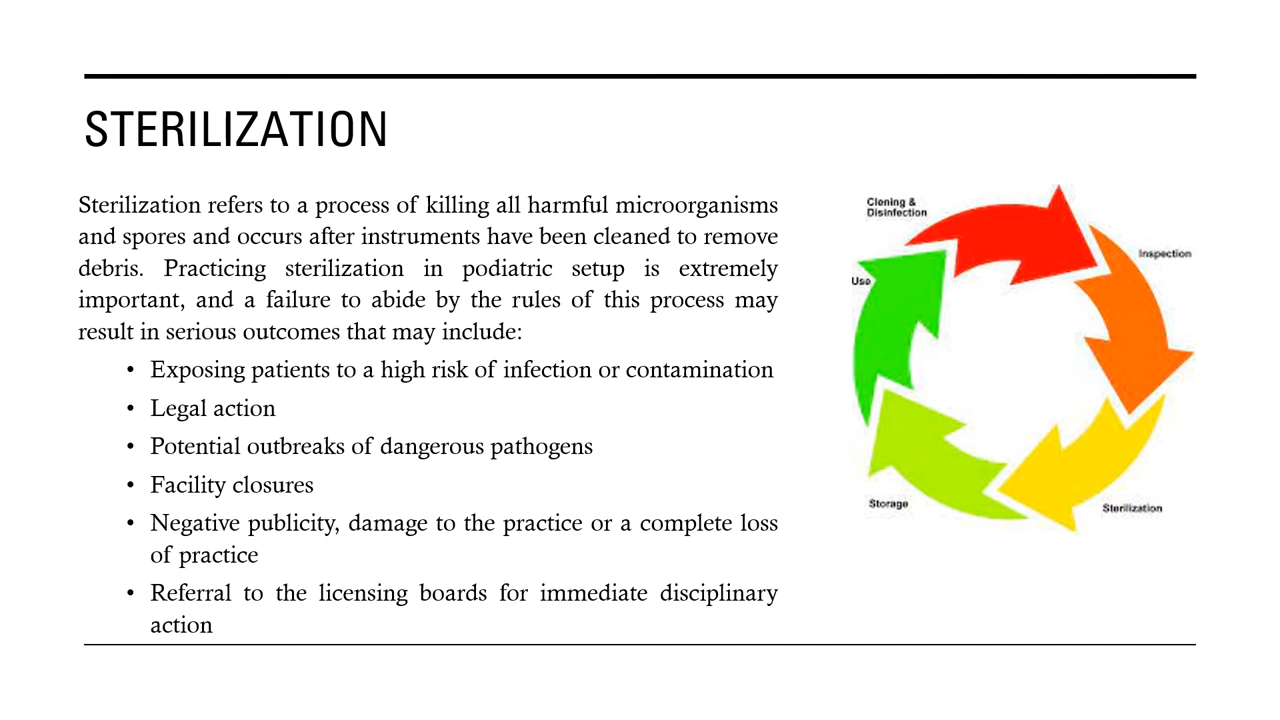 STERILIZATION
Sterilization refers to a process of killing all harmful microorganisms
and spores and occurs after instruments have been cleaned to remove
debris. Practicing sterilization in podiatric setup is extremely
important, and a failure to abide by the rules of this process may
result in serious outcomes that may include:
• Exposing patients to a high risk of infection or contamination
• Legal action
• Potential outbreaks of dangerous pathogens
• Facility closures
• Negative publicity, damage to the practice or a complete loss
of practice
• Referral to the licensing boards for immediate disciplinary
action
Clening &
Disinfection
Inspection
Sterilization
Storage
Use